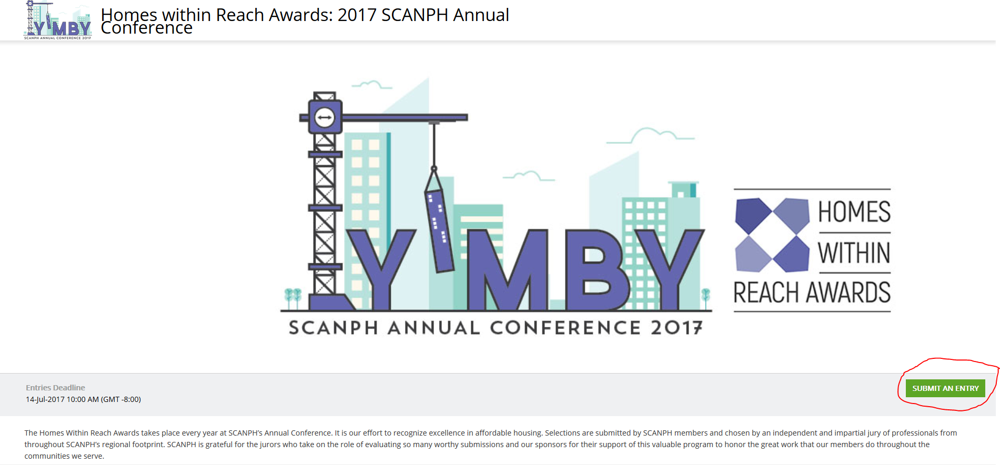 YIMBY
SCANPH ANNUAL CONFERENCE 2017
Homes within Reach Awards: 2017 SCANPH Annual
Conference
YIMBY
SCANPH ANNUAL CONFERENCE 2017
HOMES
WITHIN
REACH AWARDS
Entries Deadline
14-Jul-2017 10:00 AM (GMT -8:00)
SUBMIT AN ENTRY
The Homes Within Reach Awards takes place every year at SCANPH’s Annual Conference. It is our effort to recognize excellence in affordable housing. Selections are submitted by SCANPH members and chosen by an independent and impartial jury of professionals from
throughout SCANPH’s regional footprint. SCANPH is grateful for the jurors who take on the role of evaluating so many worthy submissions and our sponsors for their support of this valuable program to honor the great work that our members do throughout the
communities we serve.